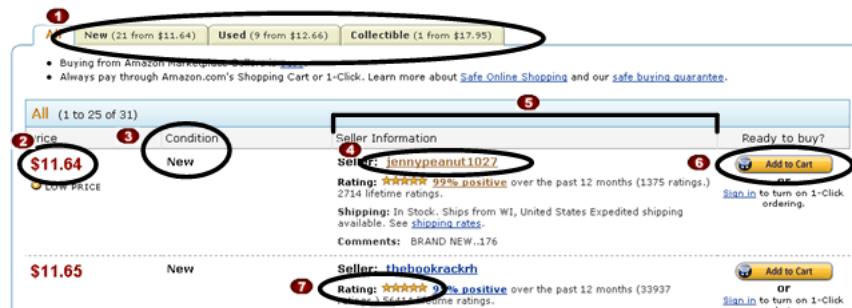 1
All New (21 from $11.64) Used (9 from $12.66) Collectible (1 from $17.95)
• Buying from Amazon Marketplace Sellers is
• Always pay through Amazon.com's Shopping Cart or 1-Click. Learn more about Safe Online Shopping and our safe buying guarantee.
5
All (1 to 25 of 31)
2 Price 3 Condition Seller Information Ready to buy?
4 6
$11.64 New Seller: jennypeanut1027 Add to Cart
LOW PRICE Rating: 99% positive over the past 12 months (1375 ratings.) or
2714 lifetime ratings. Sign in to turn on 1-Click
ordering.
Shipping: In Stock. Ships from WI, United States Expedited shipping
available. See shipping rates.
Comments: BRAND NEW..176
$11.65 New Seller: thebookrackrh Add to Cart
7 Rating: positive over the past 12 months (33937 or
ratings.) lifetime ratings. Sign in to turn on 1-Click